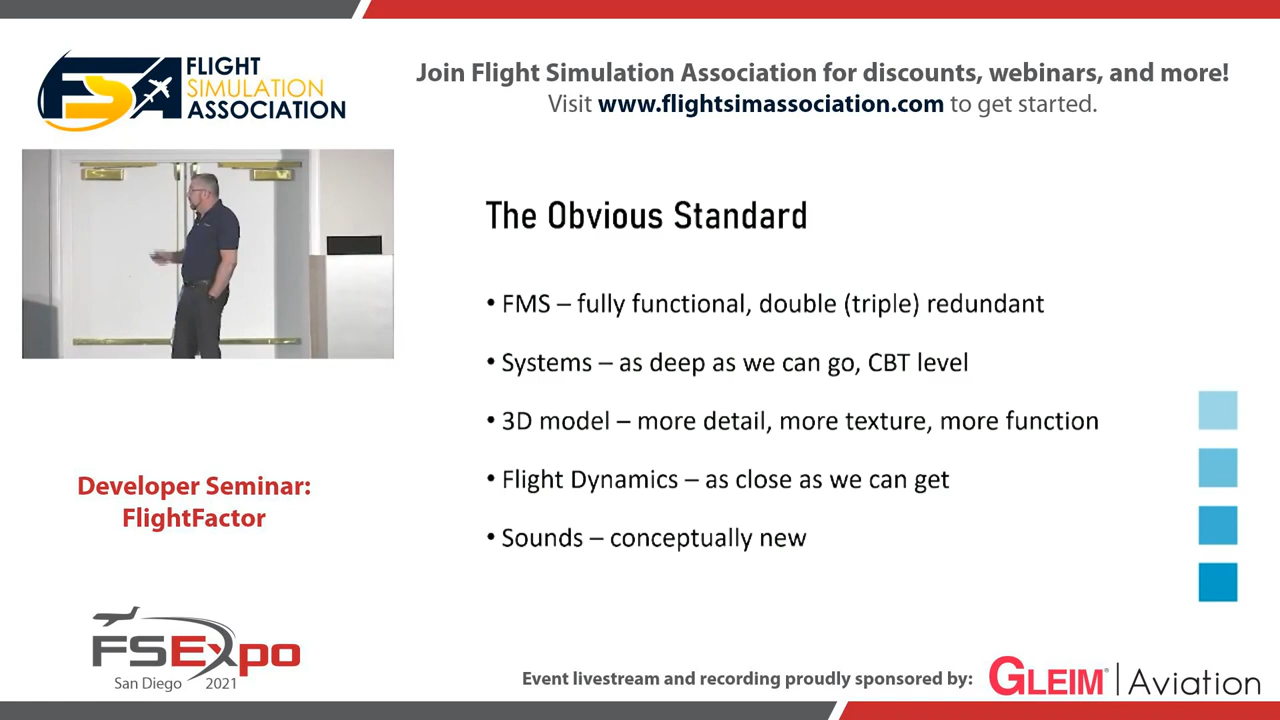 FSA
FLIGHT
SIMULATION
ASSOCIATION
Join Flight Simulation Association for discounts, webinars, and more!
Visit www.flightsimassociation.com to get started.
The Obvious Standard
• FMS – fully functional, double (triple) redundant
• Systems – as deep as we can go, CBT level
• 3D model – more detail, more texture, more function
• Flight Dynamics – as close as we can get
• Sounds – conceptually new
Developer Seminar:
FlightFactor
FSExpo
San Diego 2021
Event livestream and recording proudly sponsored by:
GLEIM® | Aviation